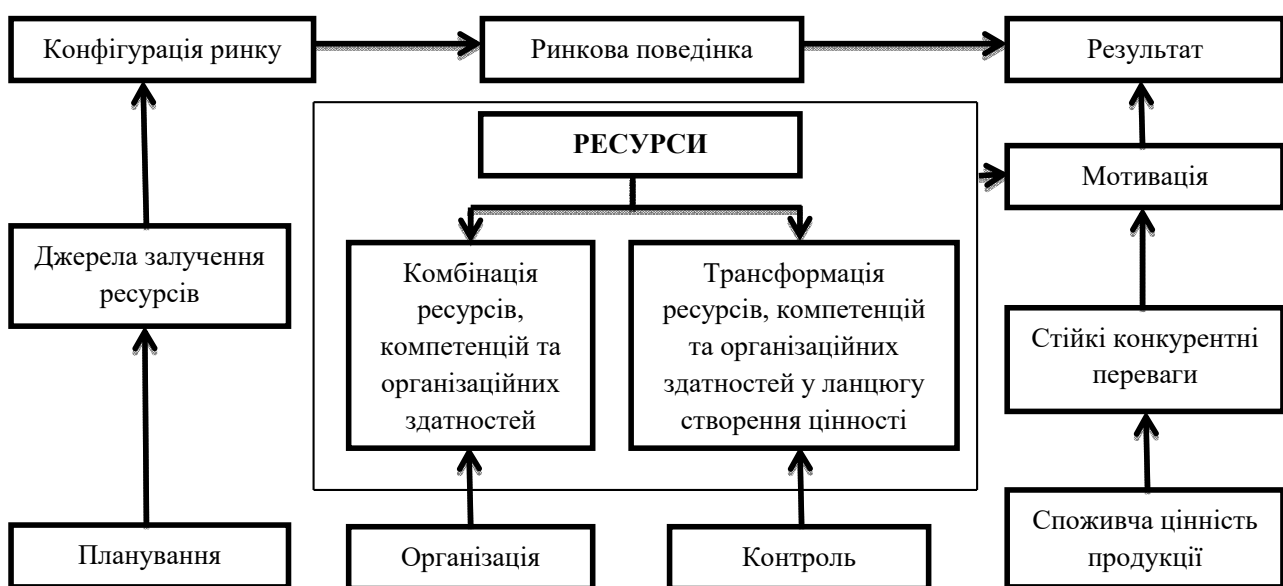 Конфігурація ринку
Ринкова поведінка
Результат
РЕСУРСИ
Мотивація
Джерела залучення
ресурсів
Комбінація
ресурсів,
компетенцій та
організаційних
здатностей
Трансформація
ресурсів, компетенцій
та організаційних
здатностей у ланцюгу
створення цінності
Стійкі конкурентні
переваги
Планування
Організація
Контроль
Споживча цінність
продукції